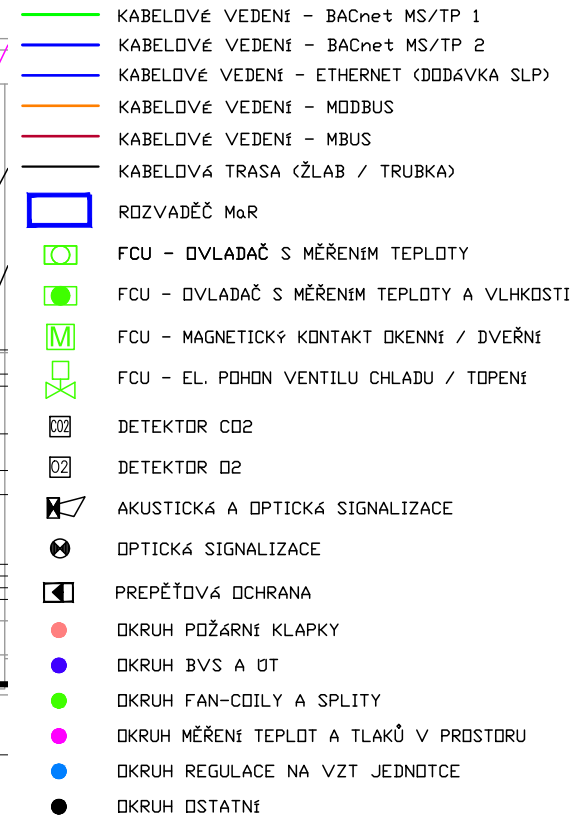 KABELOVÉ VEDENÍ - BACnet MS/TP 1
KABELOVÉ VEDENÍ - BACnet MS/TP 2
KABELOVÉ VEDENÍ - ETHERNET (DODÁVKA SLP)
KABELOVÉ VEDENÍ - MODBUS
KABELOVÉ VEDENÍ - MBUS
KABELOVÁ TRASA (ŽLAB / TRUBKA)
ROZVADĚČ MaR
FCU - OVLADAČ S MĚŘENÍM TEPLOTY
FCU - OVLADAČ S MĚŘENÍM TEPLOTY A VLHKOSTI
M FCU - MAGNETICKÝ KONTAKT OKENNÍ / DVEŘNÍ
FCU - EL. POHON VENTILU CHLADU / TOPENÍ
CO2 DETEKTOR CO2
O2 DETEKTOR O2
AKUSTICKÁ A OPTICKÁ SIGNALIZACE
OPTICKÁ SIGNALIZACE
PREPĚŤOVÁ OCHRANA
OKRUH POŽÁRNÍ KLAPKY
OKRUH BVS A ÚT
OKRUH FAN-COILY A SPLITY
OKRUH MĚŘENÍ TEPLOT A TLAKŮ V PROSTORU
OKRUH REGULACE NA VZT JEDNOTCE
OKRUH OSTATNÍ